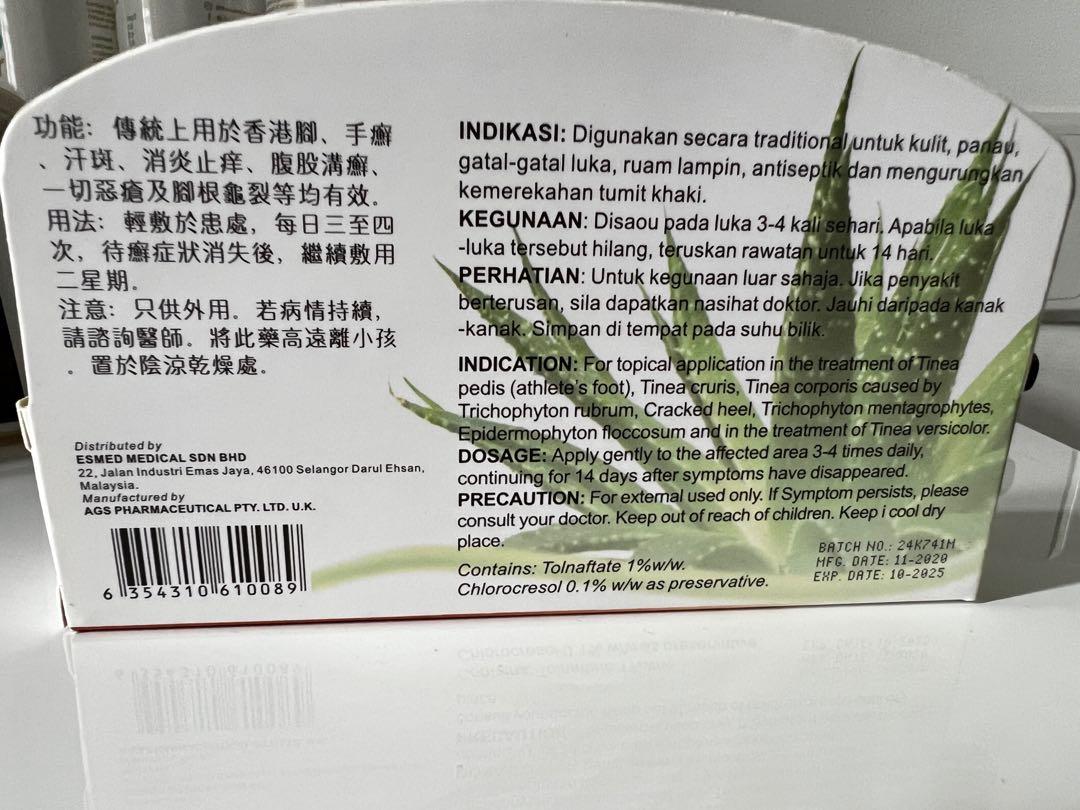 功能: 傳統上用於香港腳、手癬
、汗斑、消炎止痒、腹股溝癬、
一切惡瘡及腳根龜裂等均有效。
用法: 輕敷於患處，每日三至四
次，待癬症狀消失後，繼續敷用
二星期。
注意: 只供外用。若病情持續，
請諮詢醫師。將此藥高遠離小孩
。置於陰涼乾燥處。
Distributed by
ESMED MEDICAL SDN BHD
22, Jalan Industri Emas Jaya, 46100 Selangor Darul Ehsan,
Malaysia.
Manufactured by
AGS PHARMACEUTICAL PTY. LTD. U.K.
6 354310 610089
INDIKASI: Digunakan secara traditional untuk kulit, panau,
gatal-gatal luka, ruam lampin, antiseptik dan mengurungkan
kemerekahan tumit khaki.
KEGUNAAN: Disaou pada luka 3-4 kali sehari. Apabila luka
-luka tersebut hilang, teruskan rawatan untuk 14 hari.
PERHATIAN: Untuk kegunaan luar sahaja. Jika penyakit
berterusan, sila dapatkan nasihat doktor. Jauhi daripada kanak
-kanak. Simpan di tempat pada suhu bilik.
INDICATION: For topical application in the treatment of Tinea
pedis (athlete's foot), Tinea cruris, Tinea corporis caused by
Trichophyton rubrum, Cracked heel, Trichophyton mentagrophytes,
Epidermophyton floccosum and in the treatment of Tinea versicolor.
DOSAGE: Apply gently to the affected area 3-4 times daily,
continuing for 14 days after symptoms have disappeared.
PRECAUTION: For external used only. If Symptom persists, please
consult your doctor. Keep out of reach of children. Keep i cool dry
place.
Contains: Tolnaftate 1%w/w.
Chlorocresol 0.1% w/w as preservative.
BATCH NO.: 24K741M
MFG. DATE: 11-2020
EXP. DATE: 10-2025